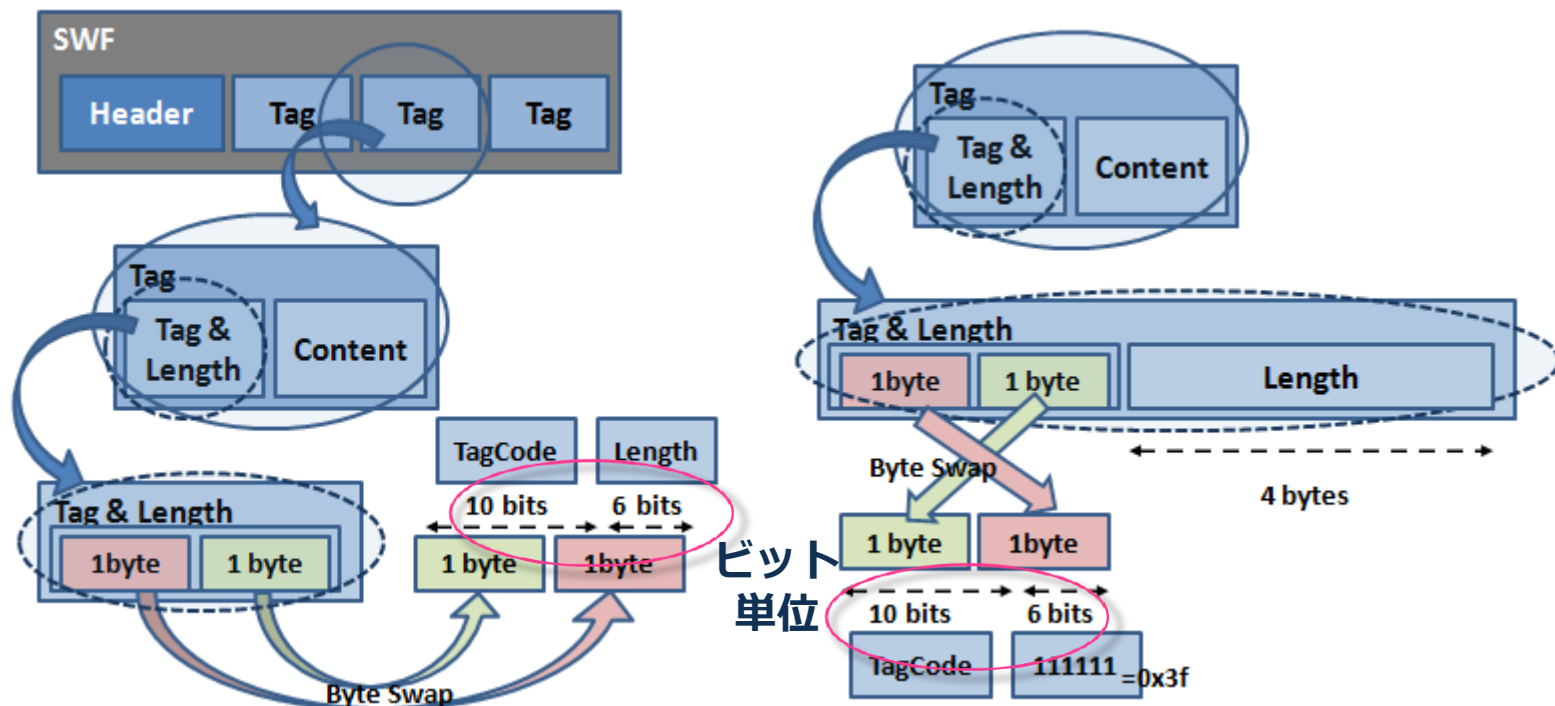 SWF
Header
Tag
Tag
Tag
Tag
Tag &
Length
Content
Tag & Length
1byte
1 byte
TagCode
Length
10 bits
6 bits
1 byte
1byte
Byte Swap
ビット
単位
Tag
Tag &
Length
Content
Tag & Length
1byte
1 byte
Length
Byte Swap
4 bytes
1 byte
1byte
10 bits
6 bits
TagCode
111111
=0x3f